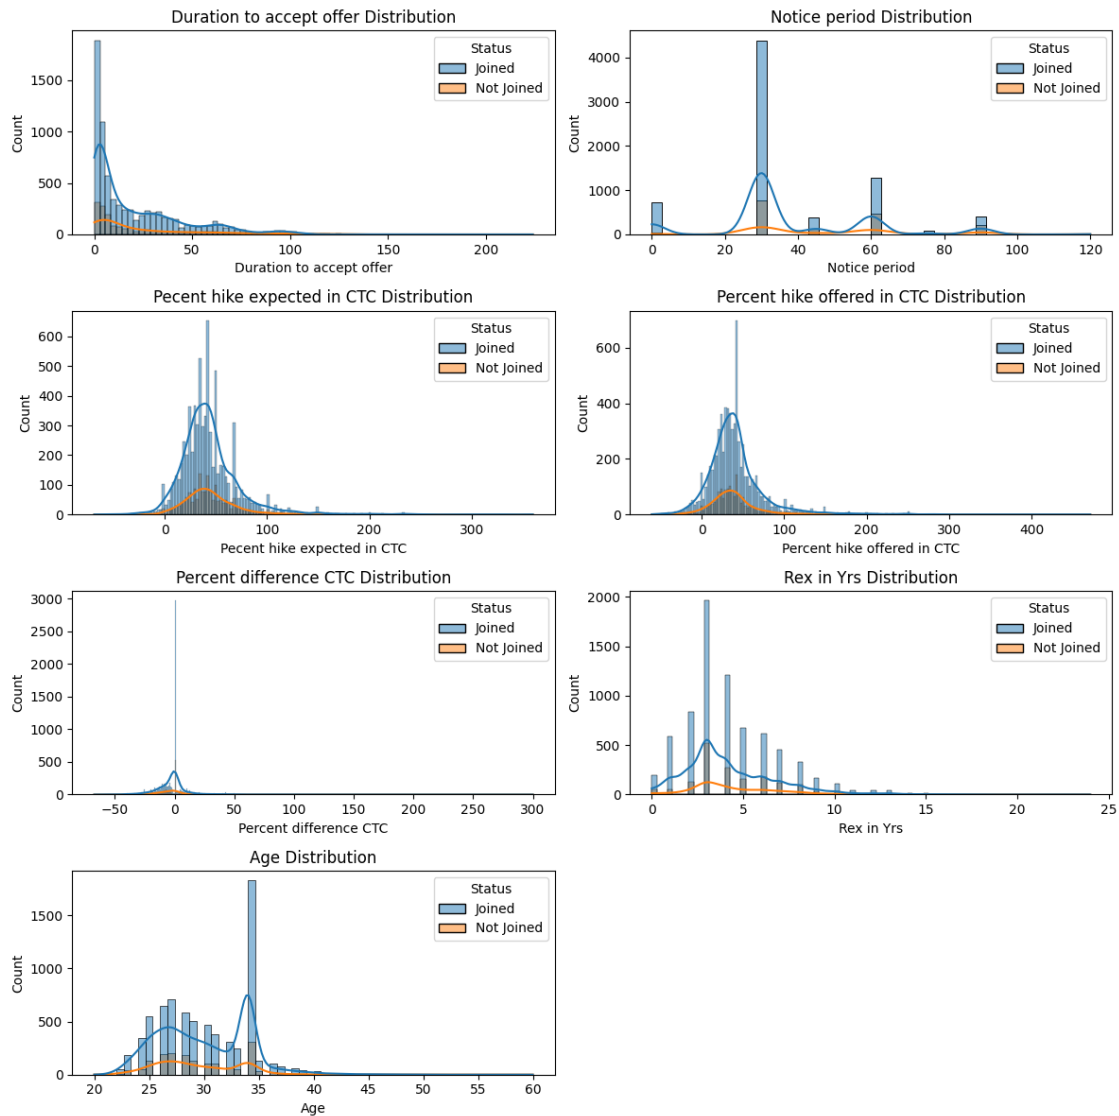 Duration to accept offer Distribution
Count
1500
1000
500
0
0 50 100 150 200
Duration to accept offer
Status
Joined
Not Joined
Notice period Distribution
Count
4000
3000
2000
1000
0
0 20 40 60 80 100 120
Notice period
Status
Joined
Not Joined
Pecent hike expected in CTC Distribution
Count
600
500
400
300
200
100
0
0 100 200 300
Pecent hike expected in CTC
Status
Joined
Not Joined
Percent hike offered in CTC Distribution
Count
600
400
200
0
0 100 200 300 400
Percent hike offered in CTC
Status
Joined
Not Joined
Percent difference CTC Distribution
Count
3000
2500
2000
1500
1000
500
0
−50 0 50 100 150 200 250 300
Percent difference CTC
Status
Joined
Not Joined
Rex in Yrs Distribution
Count
2000
1500
1000
500
0
0 5 10 15 20 25
Rex in Yrs
Status
Joined
Not Joined
Age Distribution
Count
1500
1000
500
0
20 25 30 35 40 45 50 55 60
Age
Status
Joined
Not Joined